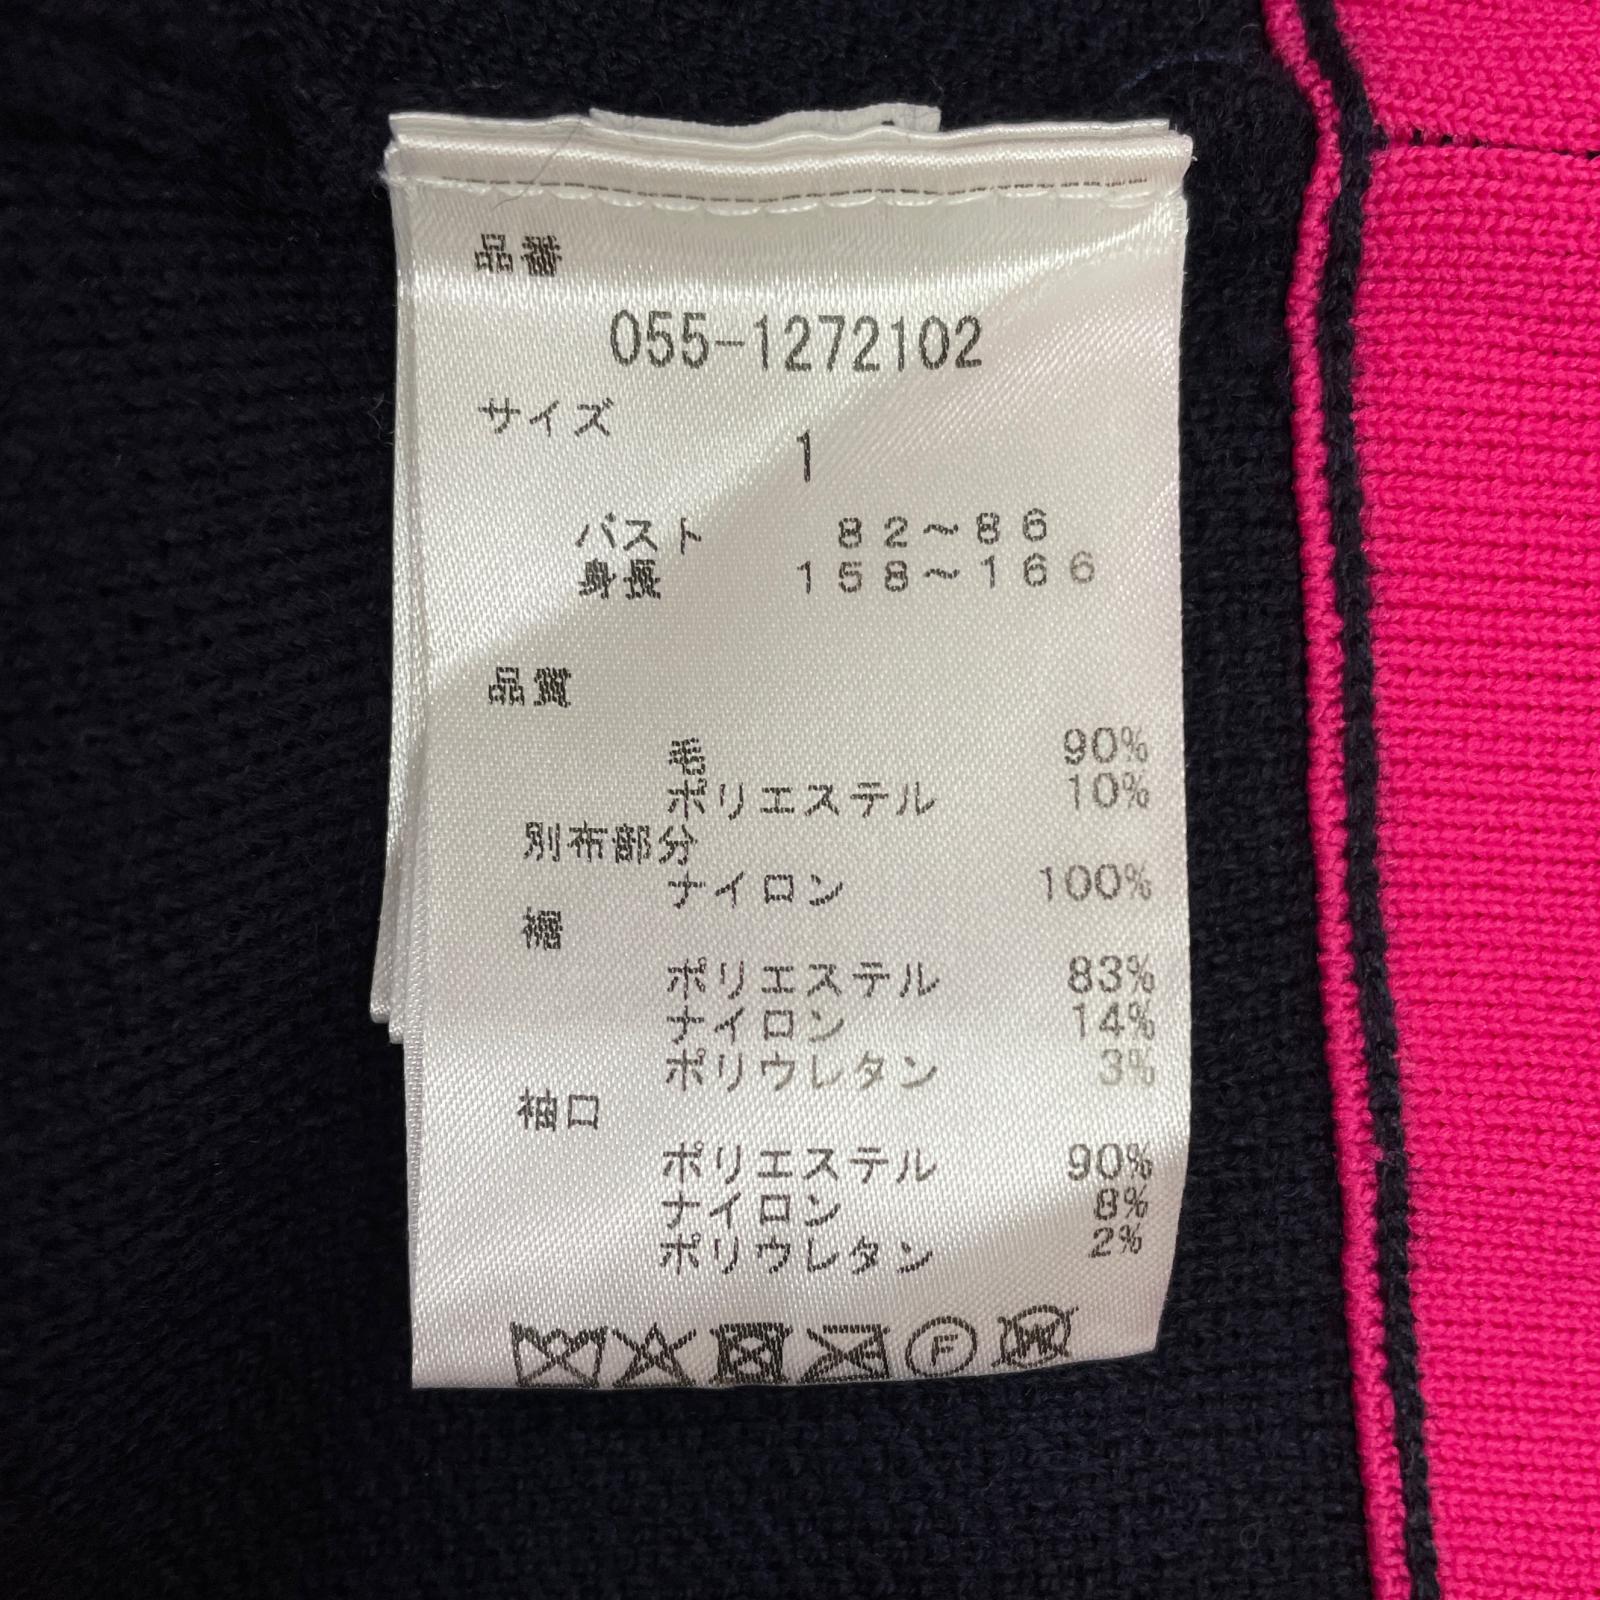 品番
055-1272102
サイズ
1
バスト 82~86
身長 158~166
品質
毛 90%
ポリエステル 10%
別布部分
ナイロン 100%
裾
ポリエステル 83%
ナイロン 14%
ポリウレタン 3%
袖口
ポリエステル 90%
ナイロン 8%
ポリウレタン 2%
F W